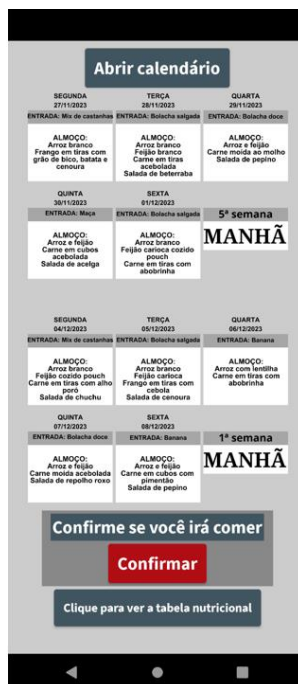 Abrir calendário
SEGUNDA
27/11/2023
ENTRADA: Mix de castanhas
ALMOÇO:
Arroz branco
Frango em tiras com
grão de bico, batata e
cenoura
TERÇA
28/11/2023
ENTRADA: Bolacha salgada
ALMOÇO:
Arroz branco
Feijão branco
Carne em tiras
acebolada
Salada de beterraba
QUARTA
29/11/2023
ENTRADA: Bolacha doce
ALMOÇO:
Arroz e feijão
Carne moída ao molho
Salada de pepino
QUINTA
30/11/2023
ENTRADA: Maça
ALMOÇO:
Arroz e feijão
Carne em cubos
acebolada
Salada de acelga
SEXTA
01/12/2023
ENTRADA: Bolacha salgada
ALMOÇO:
Arroz branco
Feijão carioca cozido
pouch
Carne em tiras com
abobrinha
5ª semana
MANHÃ
SEGUNDA
04/12/2023
ENTRADA: Mix de castanhas
ALMOÇO:
Arroz branco
Feijão cozido pouch
Carne em tiras com alho
poró
Salada de chuchu
TERÇA
05/12/2023
ENTRADA: Bolacha salgada
ALMOÇO:
Arroz branco
Feijão carioca
Frango em tiras com
cebola
Salada de cenoura
QUARTA
06/12/2023
ENTRADA: Banana
ALMOÇO:
Arroz com lentilha
Carne em tiras com
abobrinha
QUINTA
07/12/2023
ENTRADA: Bolacha doce
ALMOÇO:
Arroz e feijão
Carne moída acebolada
Salada de repolho roxo
SEXTA
08/12/2023
ENTRADA: Banana
ALMOÇO:
Arroz e feijão
Carne em cubos com
pimentão
Salada de pepino
1ª semana
MANHÃ
Confirme se você irá comer
Confirmar
Clique para ver a tabela nutricional